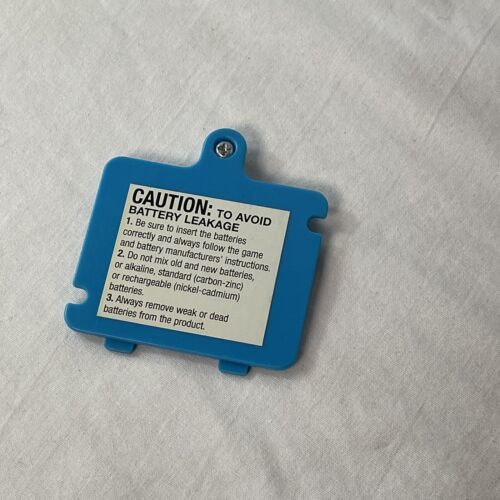 CAUTION: TO AVOID
BATTERY LEAKAGE
1. Be sure to insert the batteries
correctly and always follow the game
and battery manufacturers' instructions.
2. Do not mix old and new batteries,
or alkaline, standard (carbon-zinc)
or rechargeable (nickel-cadmium)
batteries.
3. Always remove weak or dead
batteries from the product.